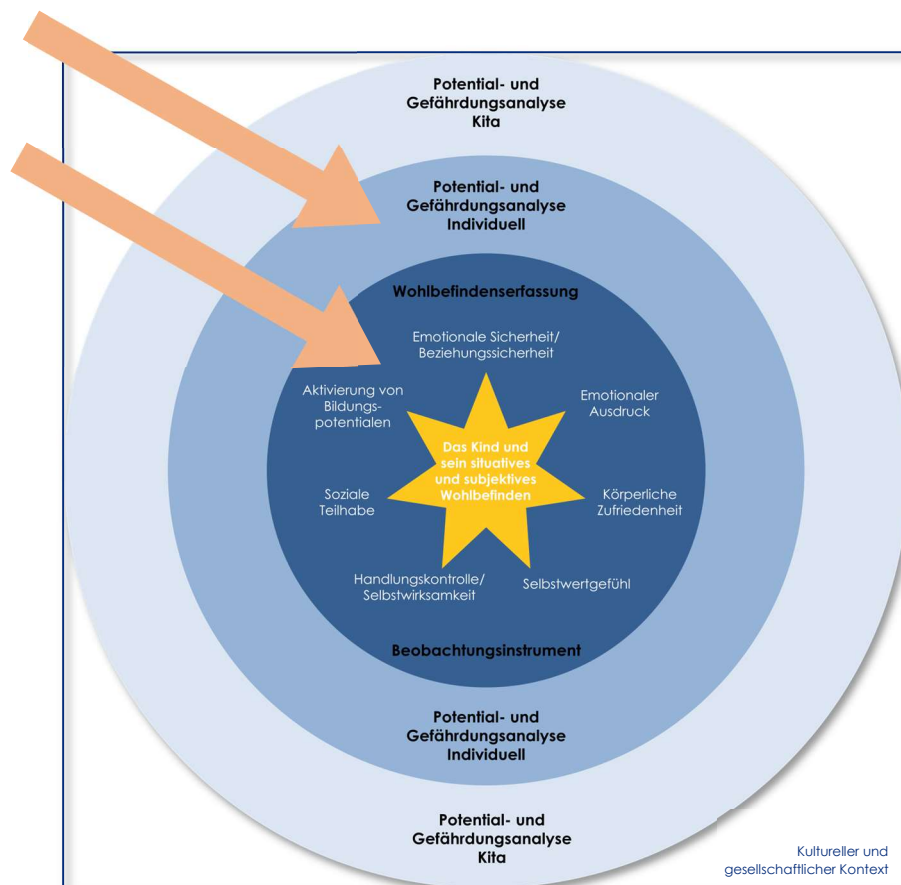 Potential- und
Gefährdungsanalyse
Kita
Potential- und
Gefährdungsanalyse
Individuell
Wohlbefindenserfassung
Emotionale Sicherheit/
Beziehungssicherheit
Aktivierung von
Bildungs-
potentialen
Emotionaler
Ausdruck
Das Kind und
sein situatives
und subjektives
Wohlbefinden
Soziale
Teilhabe
Körperliche
Zufriedenheit
Handlungskontrolle/
Selbstwirksamkeit
Selbstwertgefühl
Beobachtungsinstrument
Potential- und
Gefährdungsanalyse
Individuell
Potential- und
Gefährdungsanalyse
Kita
Kultureller und
gesellschaftlicher Kontext